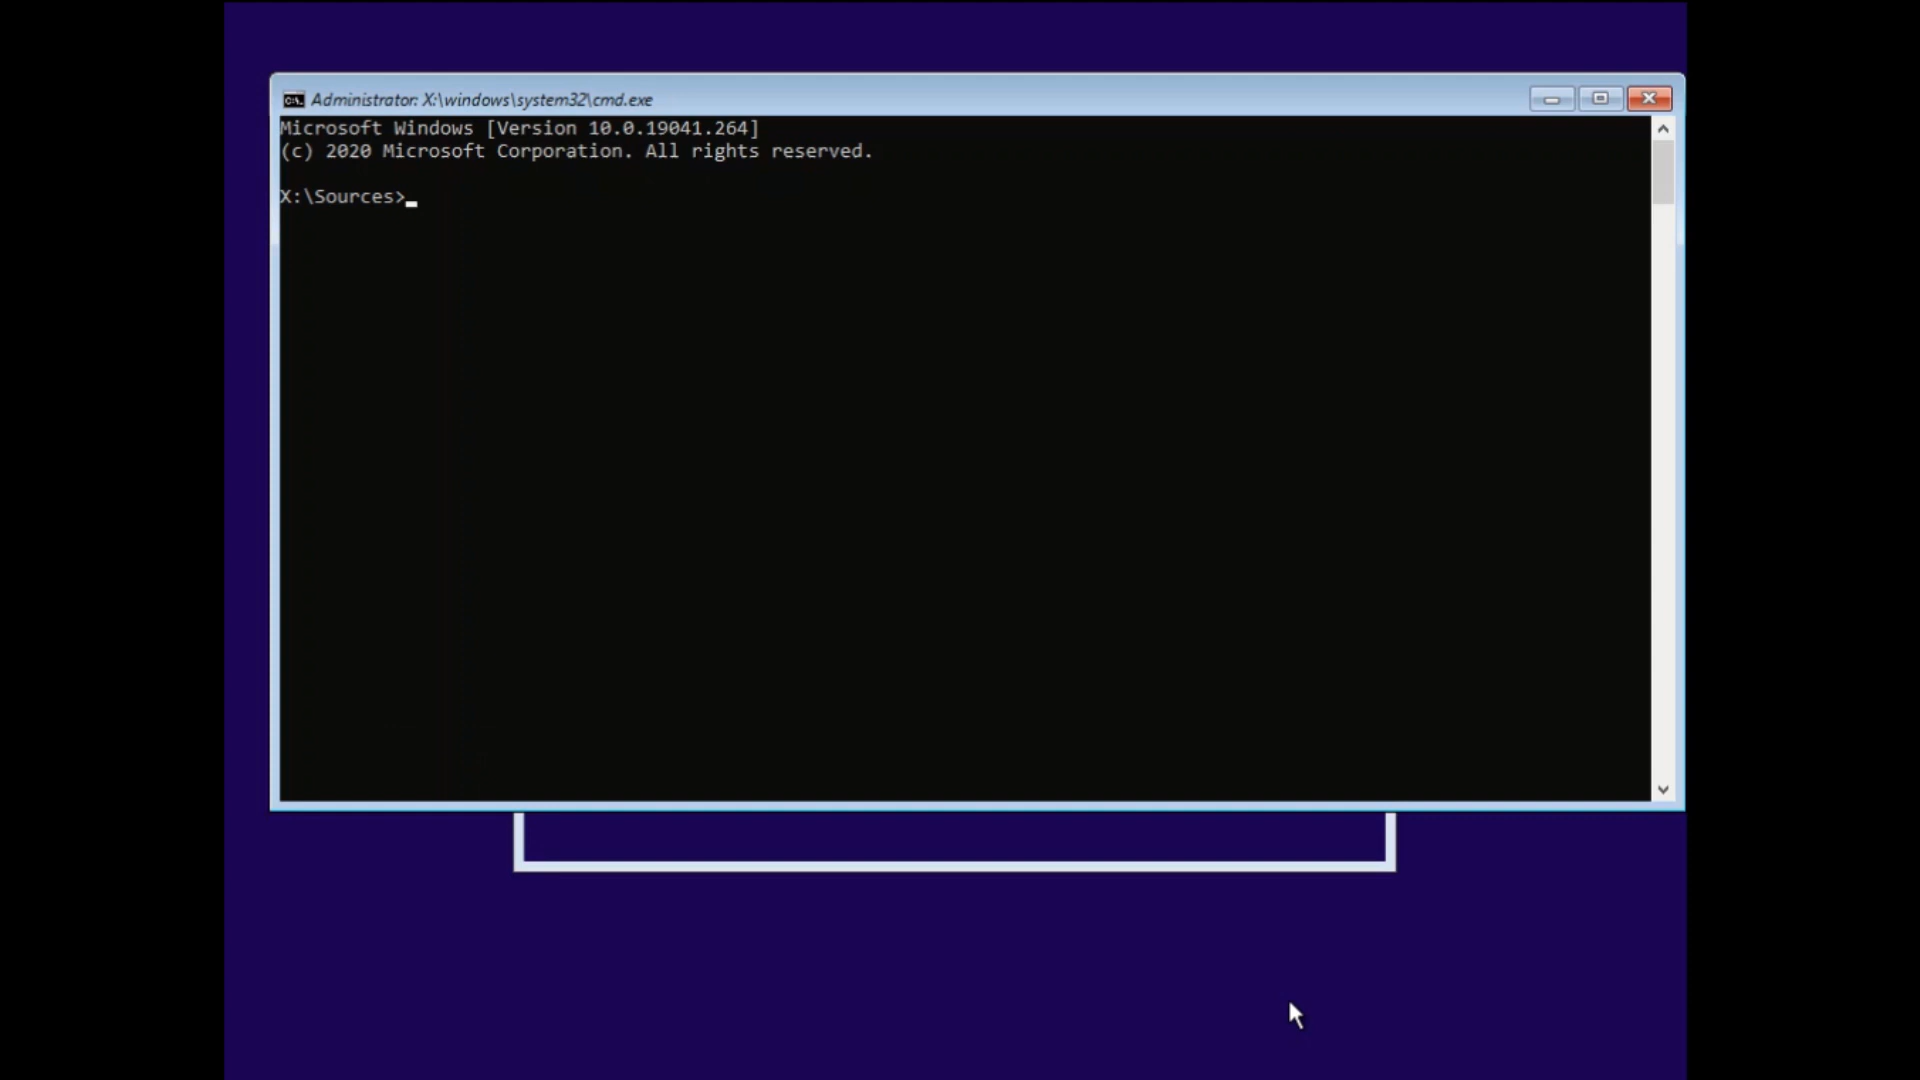 Administrator: X:\windows\system32\cmd.exe
Microsoft Windows [Version 10.0.19041.264]
(c) 2020 Microsoft Corporation. All rights reserved.
X:\Sources>